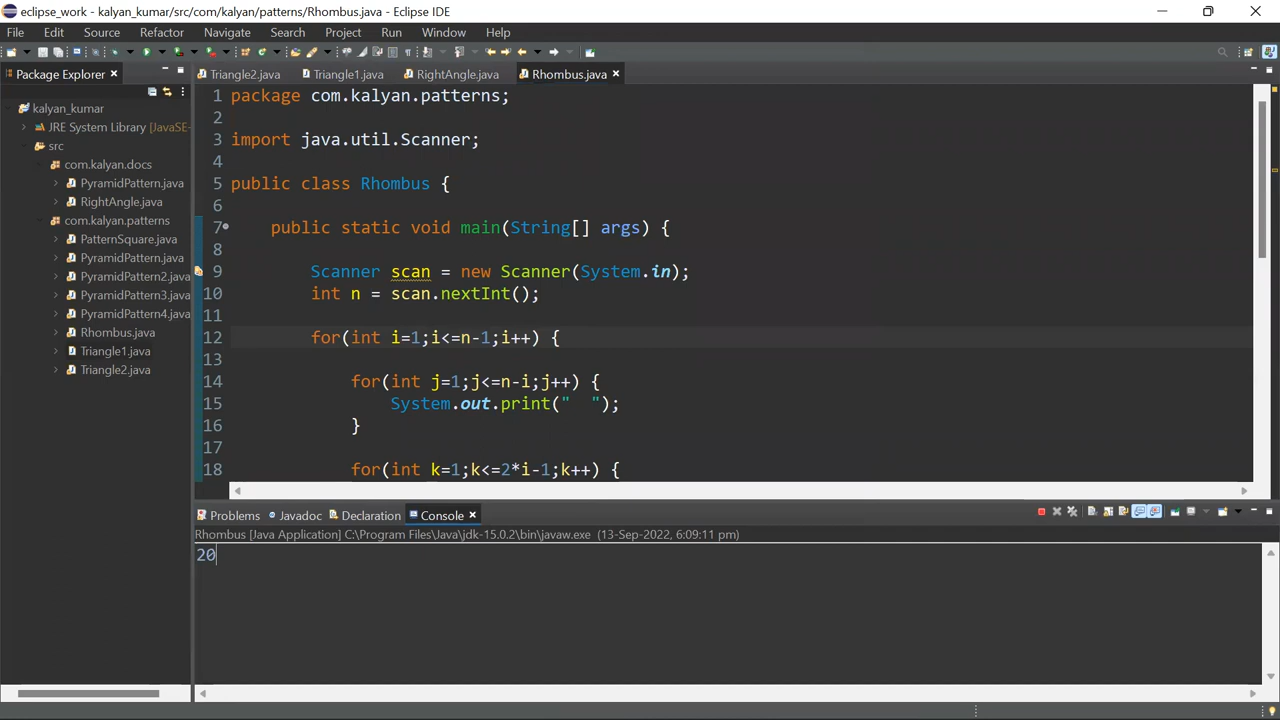 eclipse_work - kalyan_kumar/src/com/kalyan/patterns/Rhombus.java - Eclipse IDE
File Edit Source Refactor Navigate Search Project Run Window Help
Package Explorer
Triangle2.java Triangle1.java RightAngle.java Rhombus.java
kalyan_kumar
JRE System Library [JavaSE-
src
com.kalyan.docs
PyramidPattern.java
RightAngle.java
com.kalyan.patterns
PatternSquare.java
PyramidPattern.java
PyramidPattern2.java
PyramidPattern3.java
PyramidPattern4.java
Rhombus.java
Triangle1.java
Triangle2.java
1 package com.kalyan.patterns;
2
3 import java.util.Scanner;
4
5 public class Rhombus {
6
7 public static void main(String[] args) {
8
9 Scanner scan = new Scanner(System.in);
10 int n = scan.nextInt();
11
12 for(int i=1;i<=n-1;i++) {
13
14 for(int j=1;j<=n-i;j++) {
15 System.out.print("  ");
16 }
17
18 for(int k=1;k<=2*i-1;k++) {
Problems Javadoc Declaration Console
Rhombus [Java Application] C:\Program Files\Java\jdk-15.0.2\bin\javaw.exe (13-Sep-2022, 6:09:11 pm)
20